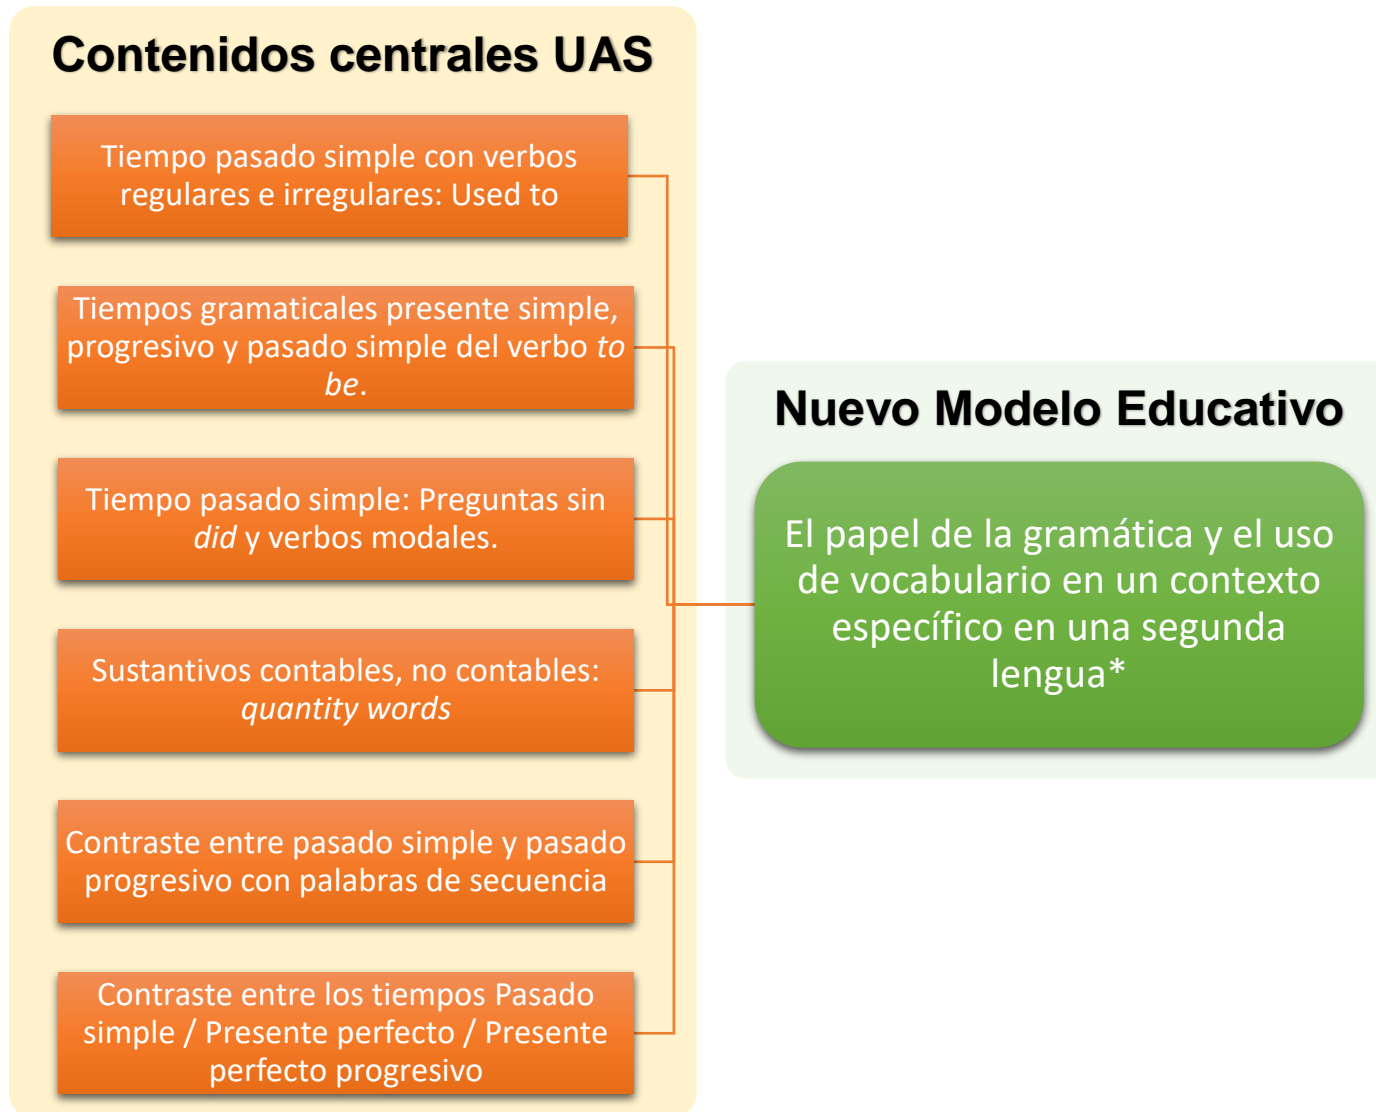 Contenidos centrales UAS
Tiempo pasado simple con verbos
regulares e irregulares: Used to
Tiempos gramaticales presente simple,
progresivo y pasado simple del verbo to
be.
Tiempo pasado simple: Preguntas sin
did y verbos modales.
Sustantivos contables, no contables:
quantity words
Contraste entre pasado simple y pasado
progresivo con palabras de secuencia
Contraste entre los tiempos Pasado
simple / Presente perfecto / Presente
perfecto progresivo
Nuevo Modelo Educativo
El papel de la gramática y el uso
de vocabulario en un contexto
específico en una segunda
lengua*